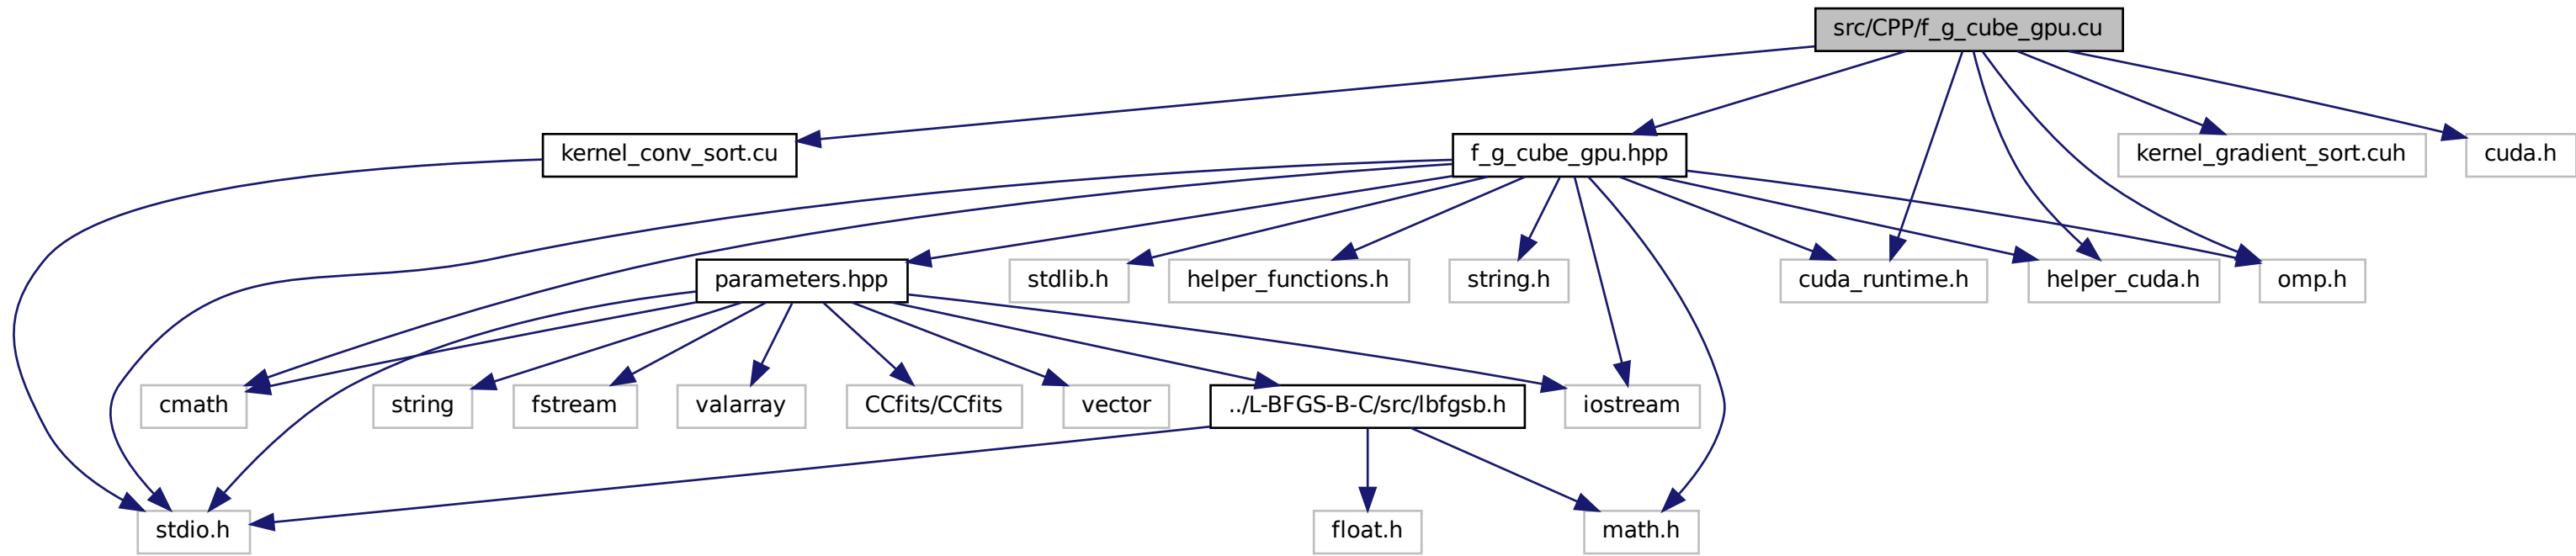 src/CPP/f_g_cube_gpu.cu
kernel_conv_sort.cu
f_g_cube_gpu.hpp
kernel_gradient_sort.cuh
cuda.h
parameters.hpp
stdlib.h
helper_functions.h
string.h
cuda_runtime.h
helper_cuda.h
omp.h
cmath
string
fstream
valarray
CCfits/CCfits
vector
../L-BFGS-B-C/src/lbfgsb.h
iostream
stdio.h
float.h
math.h